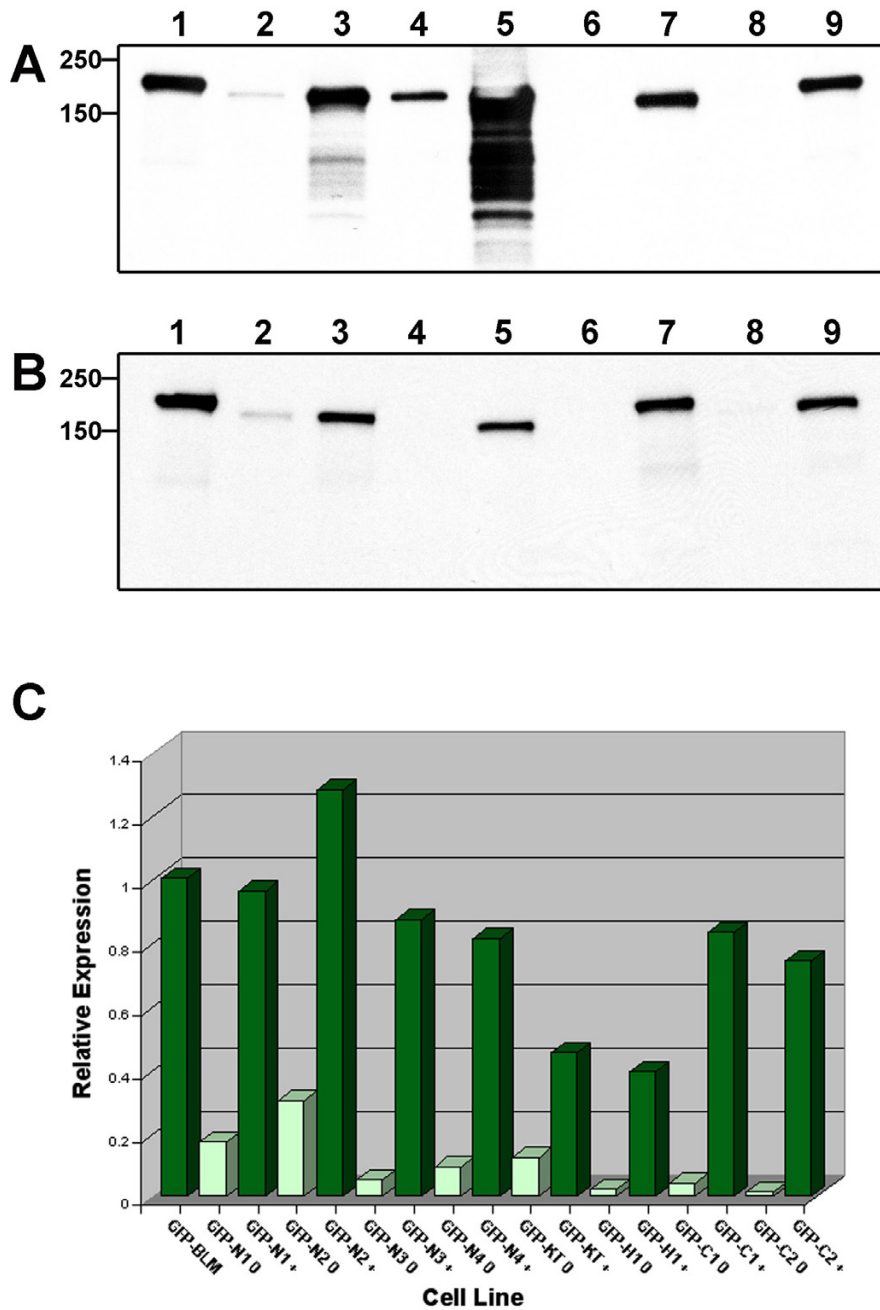 1 2 3 4 5 6 7 8 9
A
250
150
1 2 3 4 5 6 7 8 9
B
250
150
C
1.4
1.2
1
0.8
0.6
0.4
0.2
0
Relative Expression
GFP-BLM
GFP-N1 0
GFP-N1+
GFP-N2 0
GFP-N2+
GFP-N3 0
GFP-N3+
GFP-N4 0
GFP-N4+
GFP-KT 0
GFP-KT+
GFP-H1 0
GFP-H1+
GFP-C1 0
GFP-C1+
GFP-C2 0
GFP-C2+
Cell Line